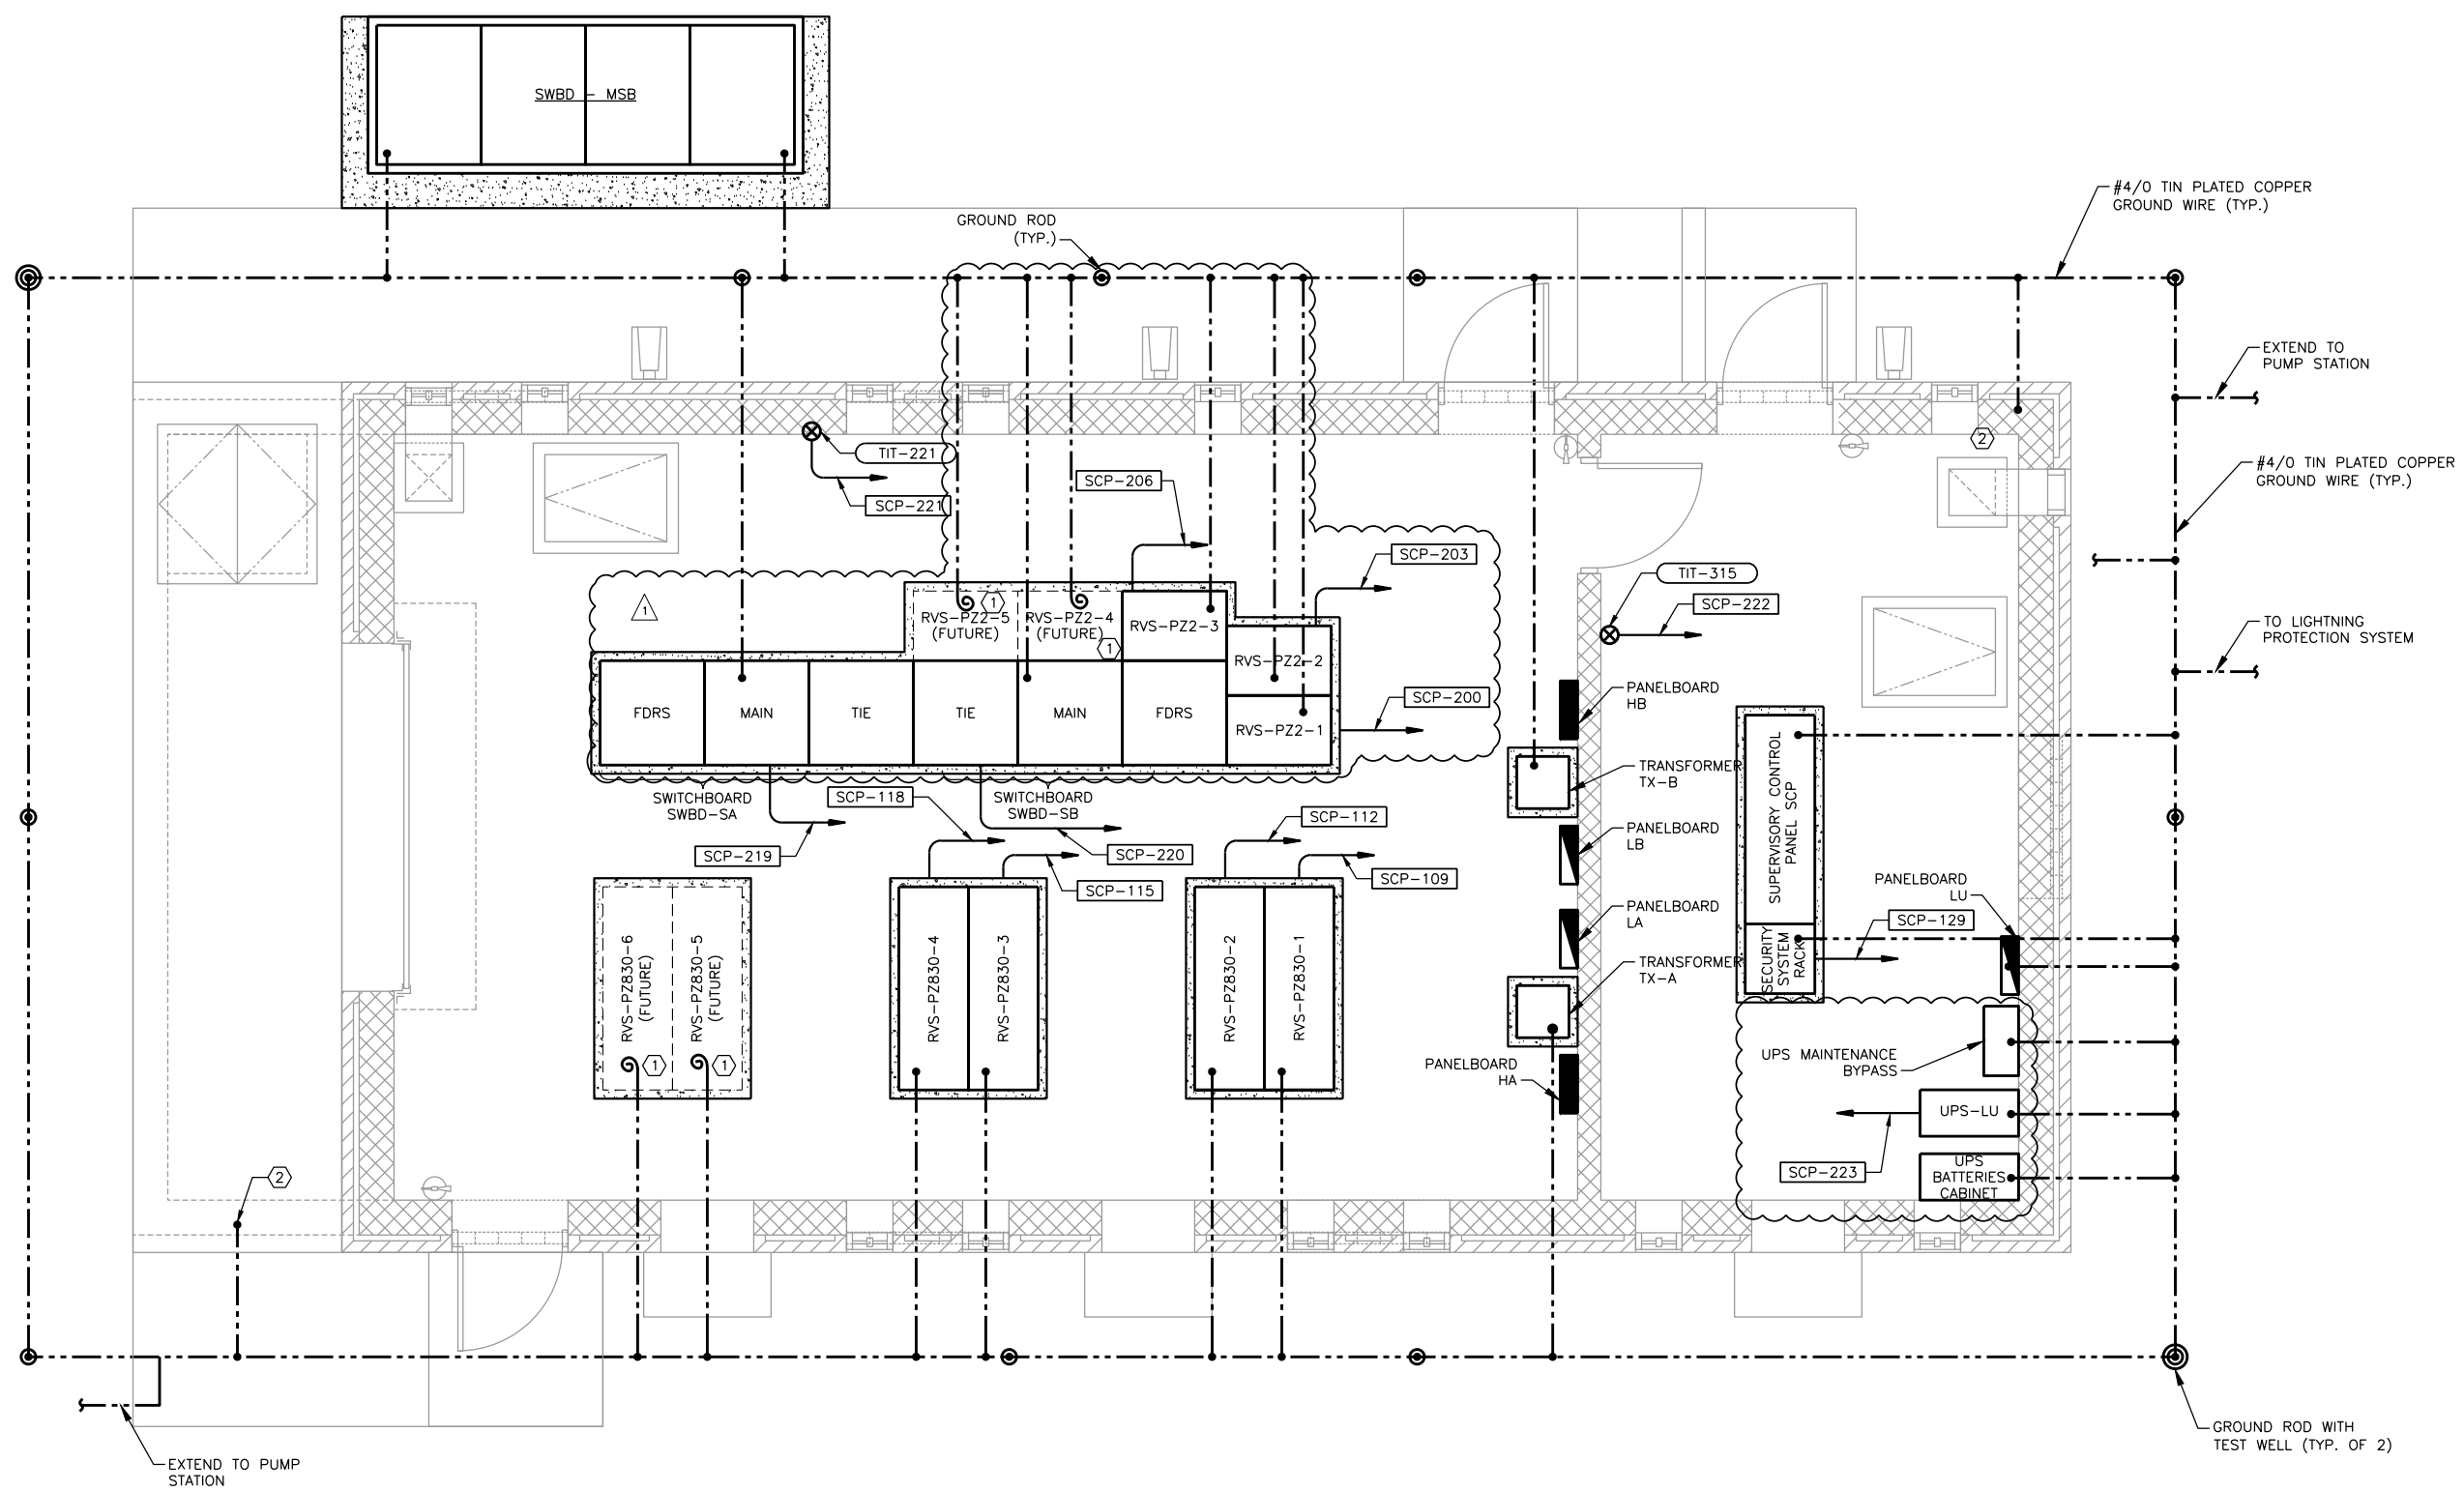 SWBD - MSB
#4/0 TIN PLATED COPPER
GROUND WIRE (TYP.)
GROUND ROD
(TYP.)
EXTEND TO
PUMP STATION
2
TIT-221
#4/0 TIN PLATED COPPER
GROUND WIRE (TYP.)
SCP-206
SCP-221
SCP-203
TIT-315
SCP-222
1
1
RVS-PZ2-5
(FUTURE)
RVS-PZ2-4
(FUTURE)
1
RVS-PZ2-3
RVS-PZ2-2
TO LIGHTNING
PROTECTION SYSTEM
PANELBOARD
HB
SCP-200
FDRS
MAIN
TIE
TIE
MAIN
FDRS
RVS-PZ2-1
TRANSFORMER
TX-B
SUPERVISORY CONTROL
PANEL SCP
SWITCHBOARD
SWBD-SA
SCP-118
SWITCHBOARD
SWBD-SB
SCP-112
PANELBOARD
LB
SCP-219
SCP-220
SCP-115
SCP-109
PANELBOARD
LU
PANELBOARD
LA
SCP-129
RVS-PZ830-6
(FUTURE)
RVS-PZ830-5
(FUTURE)
RVS-PZ830-4
RVS-PZ830-3
RVS-PZ830-2
RVS-PZ830-1
TRANSFORMER
TX-A
SECURITY
SYSTEM
RACK
1
1
PANELBOARD
HA
UPS MAINTENANCE
BYPASS
UPS-LU
SCP-223
UPS
BATTERIES
CABINET
2
EXTEND TO PUMP
STATION
GROUND ROD WITH
TEST WELL (TYP. OF 2)